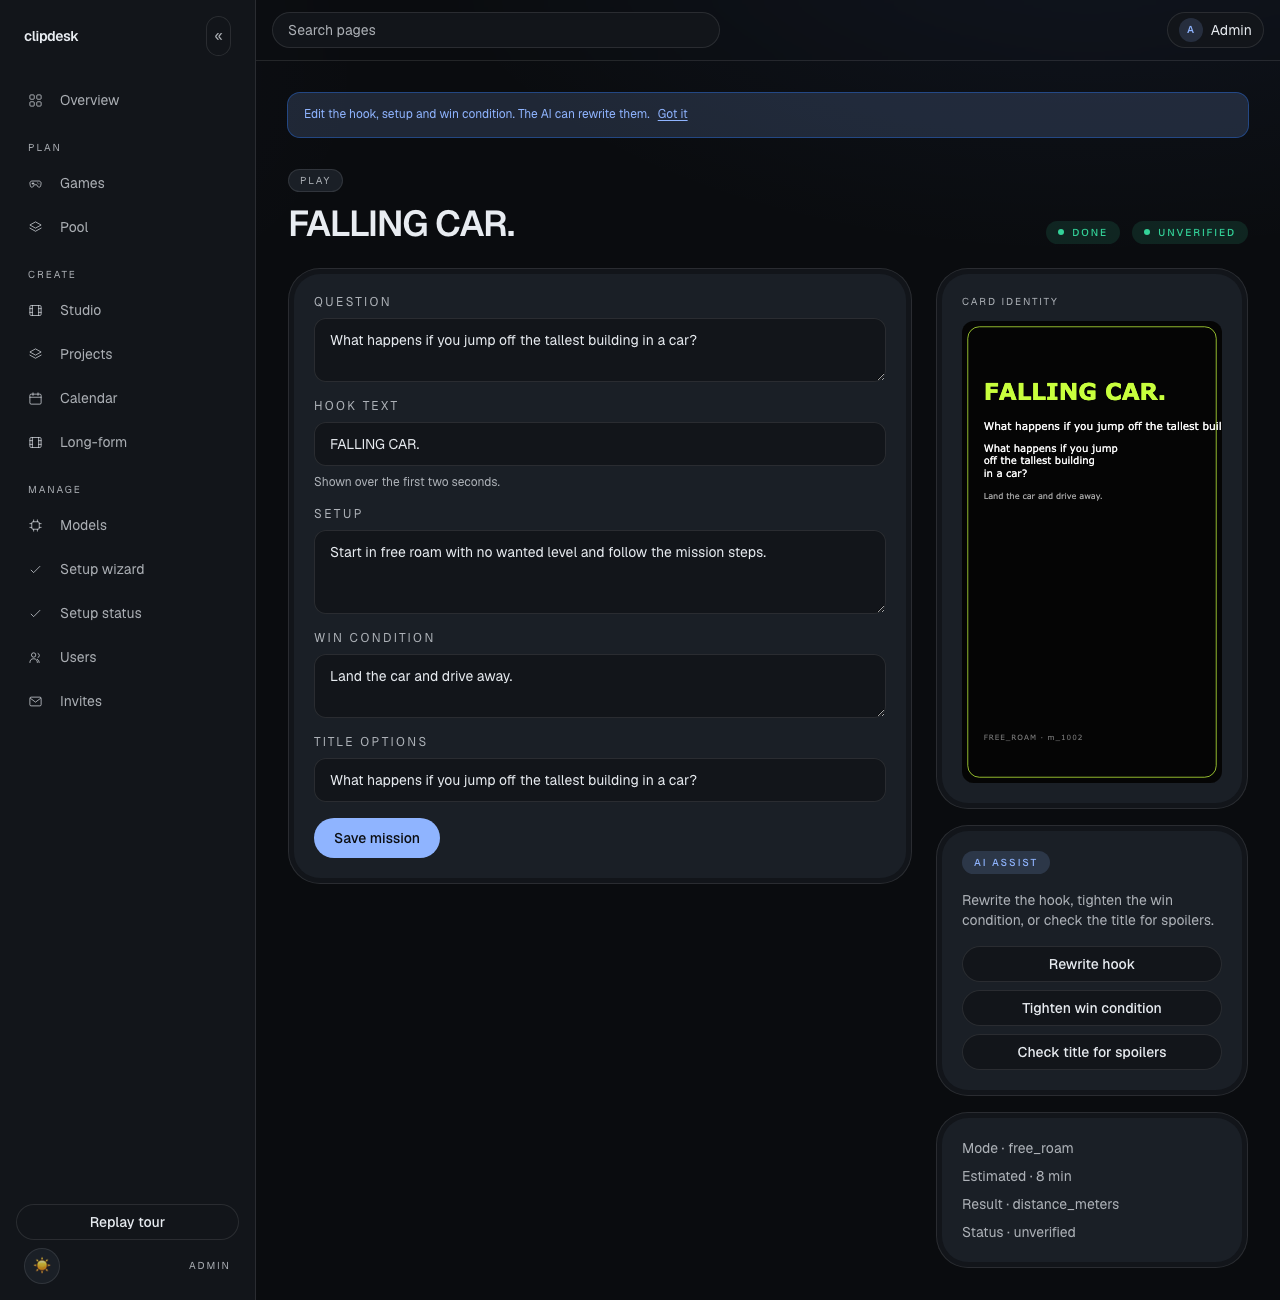 clipdesk
«
Search pages
A
Admin
Overview
PLAN
Games
Pool
CREATE
Studio
Projects
Calendar
Long-form
MANAGE
Models
Setup wizard
Setup status
Users
Invites
Replay tour
ADMIN
Edit the hook, setup and win condition. The AI can rewrite them. Got it
PLAY
FALLING CAR.
DONE
UNVERIFIED
QUESTION
What happens if you jump off the tallest building in a car?
HOOK TEXT
FALLING CAR.
Shown over the first two seconds.
SETUP
Start in free roam with no wanted level and follow the mission steps.
WIN CONDITION
Land the car and drive away.
TITLE OPTIONS
What happens if you jump off the tallest building in a car?
Save mission
CARD IDENTITY
FALLING CAR.
What happens if you jump off the tallest buil
What happens if you jump
off the tallest building
in a car?
Land the car and drive away.
FREE_ROAM · m_1002
AI ASSIST
Rewrite the hook, tighten the win
condition, or check the title for spoilers.
Rewrite hook
Tighten win condition
Check title for spoilers
Mode · free_roam
Estimated · 8 min
Result · distance_meters
Status · unverified